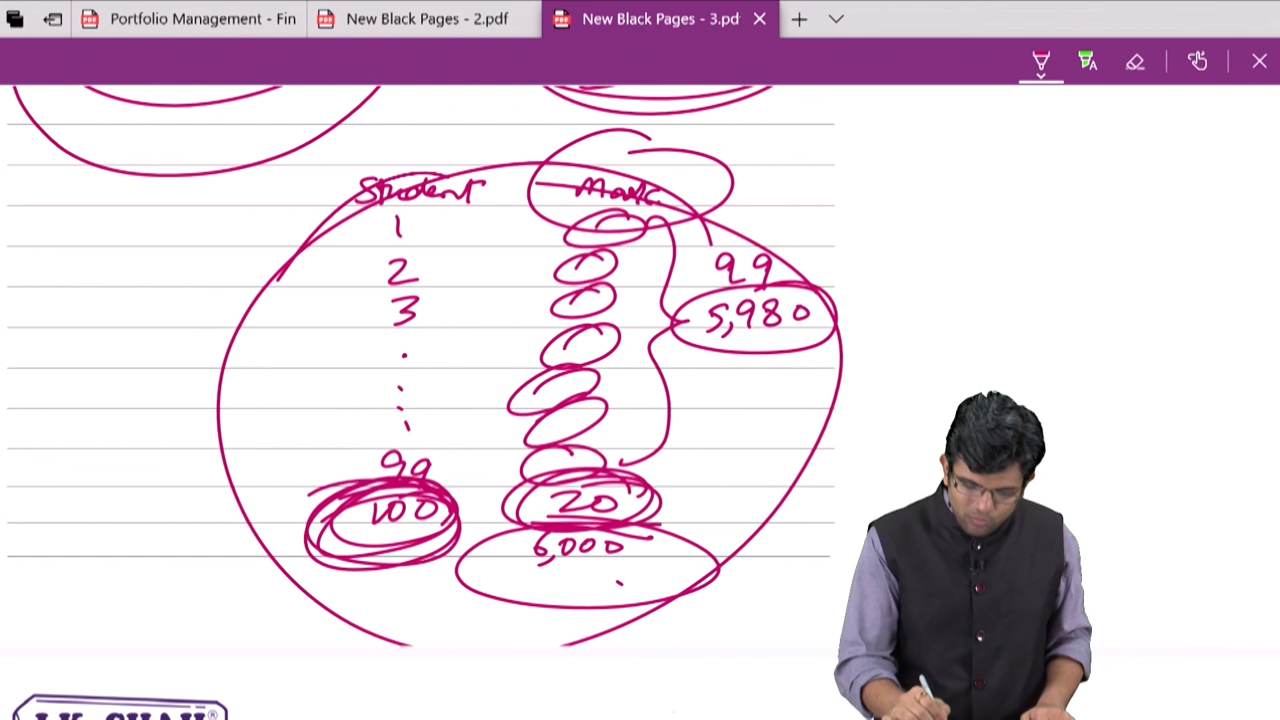 Portfolio Management - Fin
New Black Pages - 2.pdf
New Black Pages - 3.pd
Student Marks
1
2
3
99
5,980
99
100 20
6,000
J.K. SHAH®